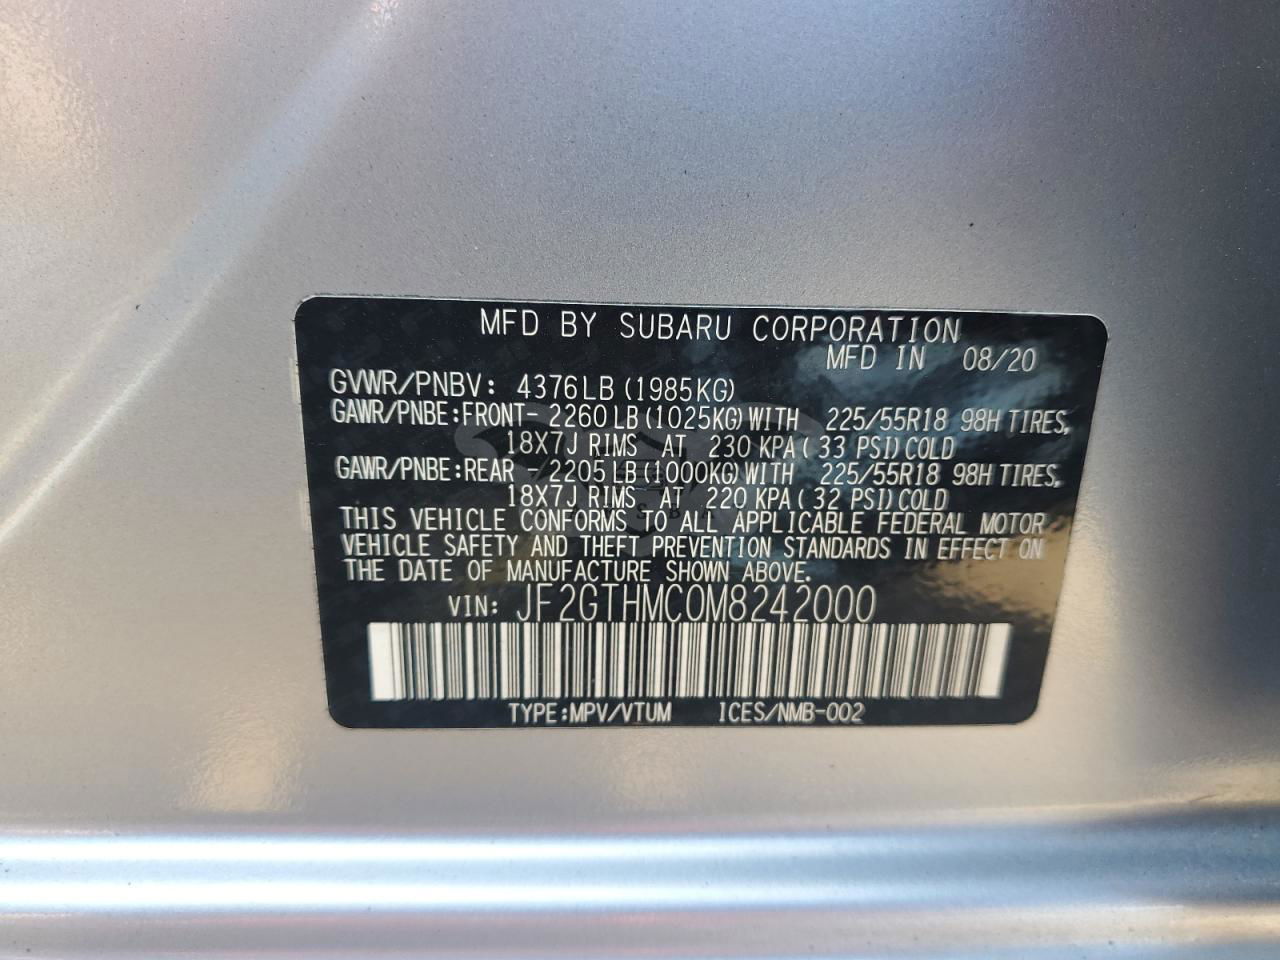 MFD BY SUBARU CORPORATION
MFD IN 08/20
GVWR/PNBV: 4376LB (1985KG)
GAWR/PNBE:FRONT- 2260 LB (1025KG) WITH 225/55R18 98H TIRES,
18X7J RIMS AT 230 KPA ( 33 PSI) COLD
GAWR/PNBE:REAR - 2205 LB (1000KG) WITH 225/55R18 98H TIRES,
18X7J RIMS AT 220 KPA ( 32 PSI) COLD
THIS VEHICLE CONFORMS TO ALL APPLICABLE FEDERAL MOTOR
VEHICLE SAFETY AND THEFT PREVENTION STANDARDS IN EFFECT ON
THE DATE OF MANUFACTURE SHOWN ABOVE.
VIN: JF2GTHMC0M8242000
TYPE:MPV/VTUM ICES/NMB-002